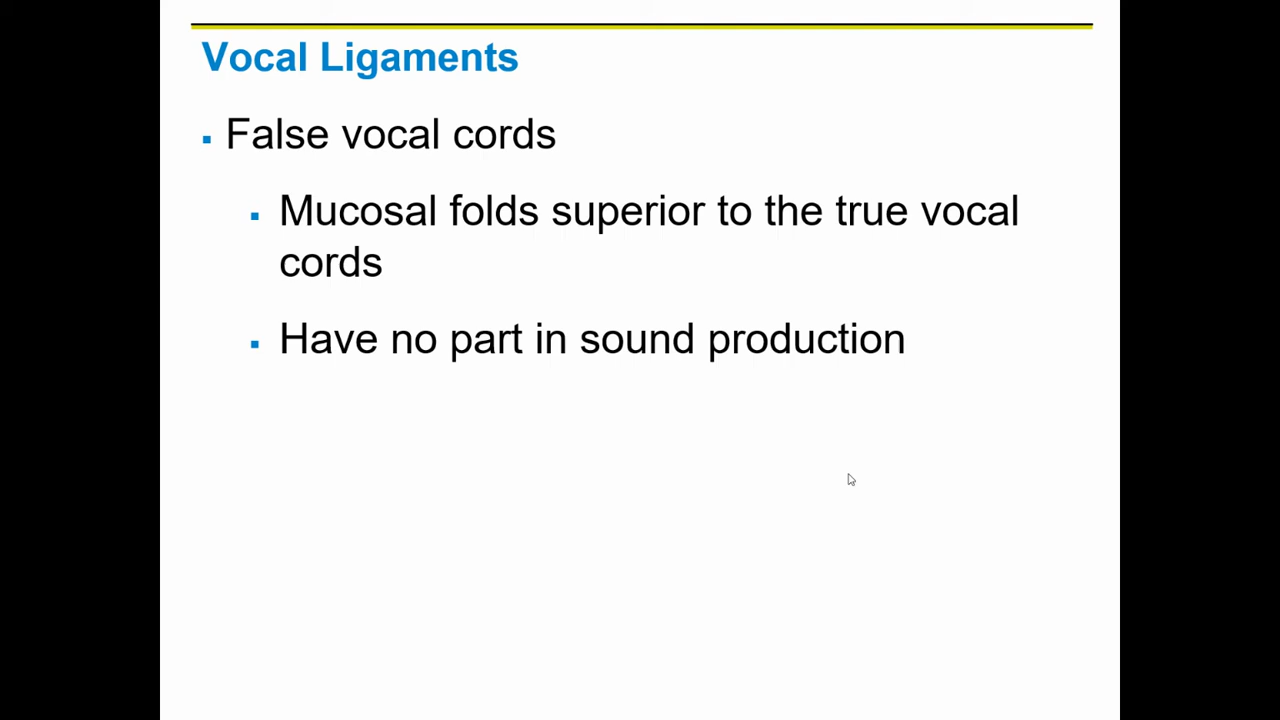 Vocal Ligaments
▪ False vocal cords
▪ Mucosal folds superior to the true vocal
cords
▪ Have no part in sound production